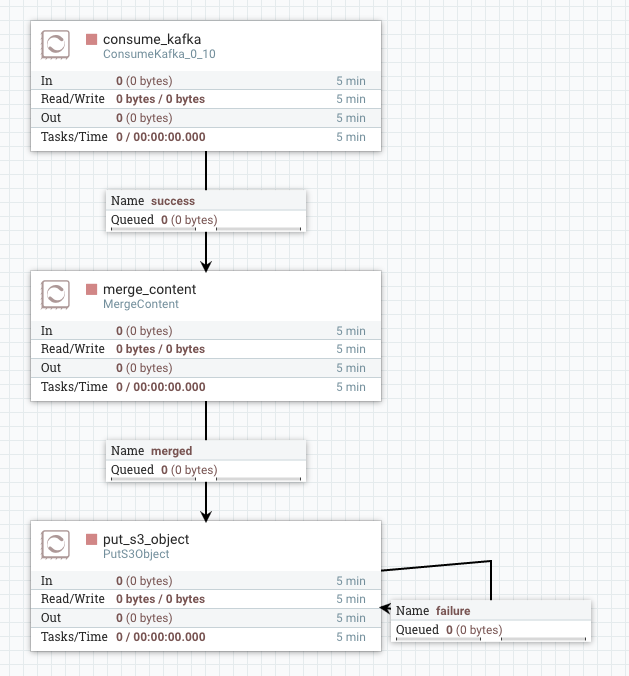 consume_kafka
ConsumeKafka_0_10
In 0 (0 bytes) 5 min
Read/Write 0 bytes / 0 bytes 5 min
Out 0 (0 bytes) 5 min
Tasks/Time 0 / 00:00:00.000 5 min
Name success
Queued 0 (0 bytes)
merge_content
MergeContent
In 0 (0 bytes) 5 min
Read/Write 0 bytes / 0 bytes 5 min
Out 0 (0 bytes) 5 min
Tasks/Time 0 / 00:00:00.000 5 min
Name merged
Queued 0 (0 bytes)
put_s3_object
PutS3Object
In 0 (0 bytes) 5 min
Read/Write 0 bytes / 0 bytes 5 min
Out 0 (0 bytes) 5 min
Tasks/Time 0 / 00:00:00.000 5 min
Name failure
Queued 0 (0 bytes)